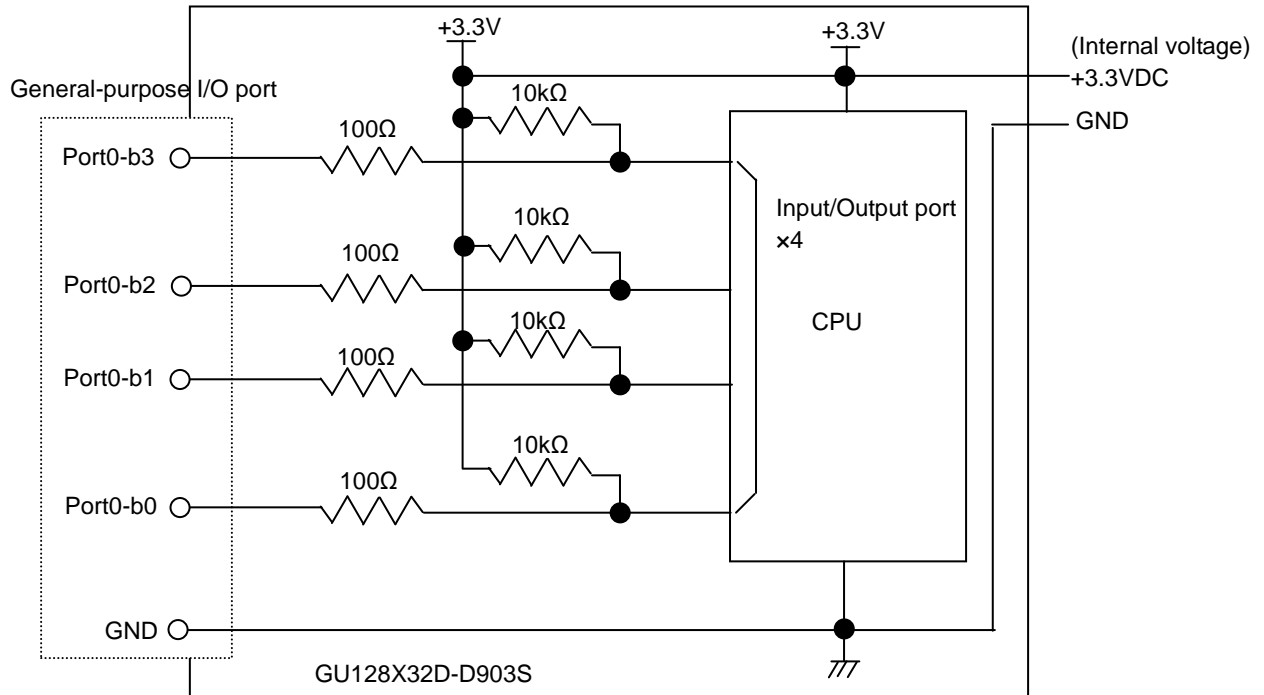 +3.3V
+3.3V
(Internal voltage)
+3.3VDC
GND
General-purpose I/O port
10kΩ
100Ω
Port0-b3
Input/Output port
×4
10kΩ
100Ω
Port0-b2
CPU
10kΩ
100Ω
Port0-b1
10kΩ
100Ω
Port0-b0
GND
GU128X32D-D903S